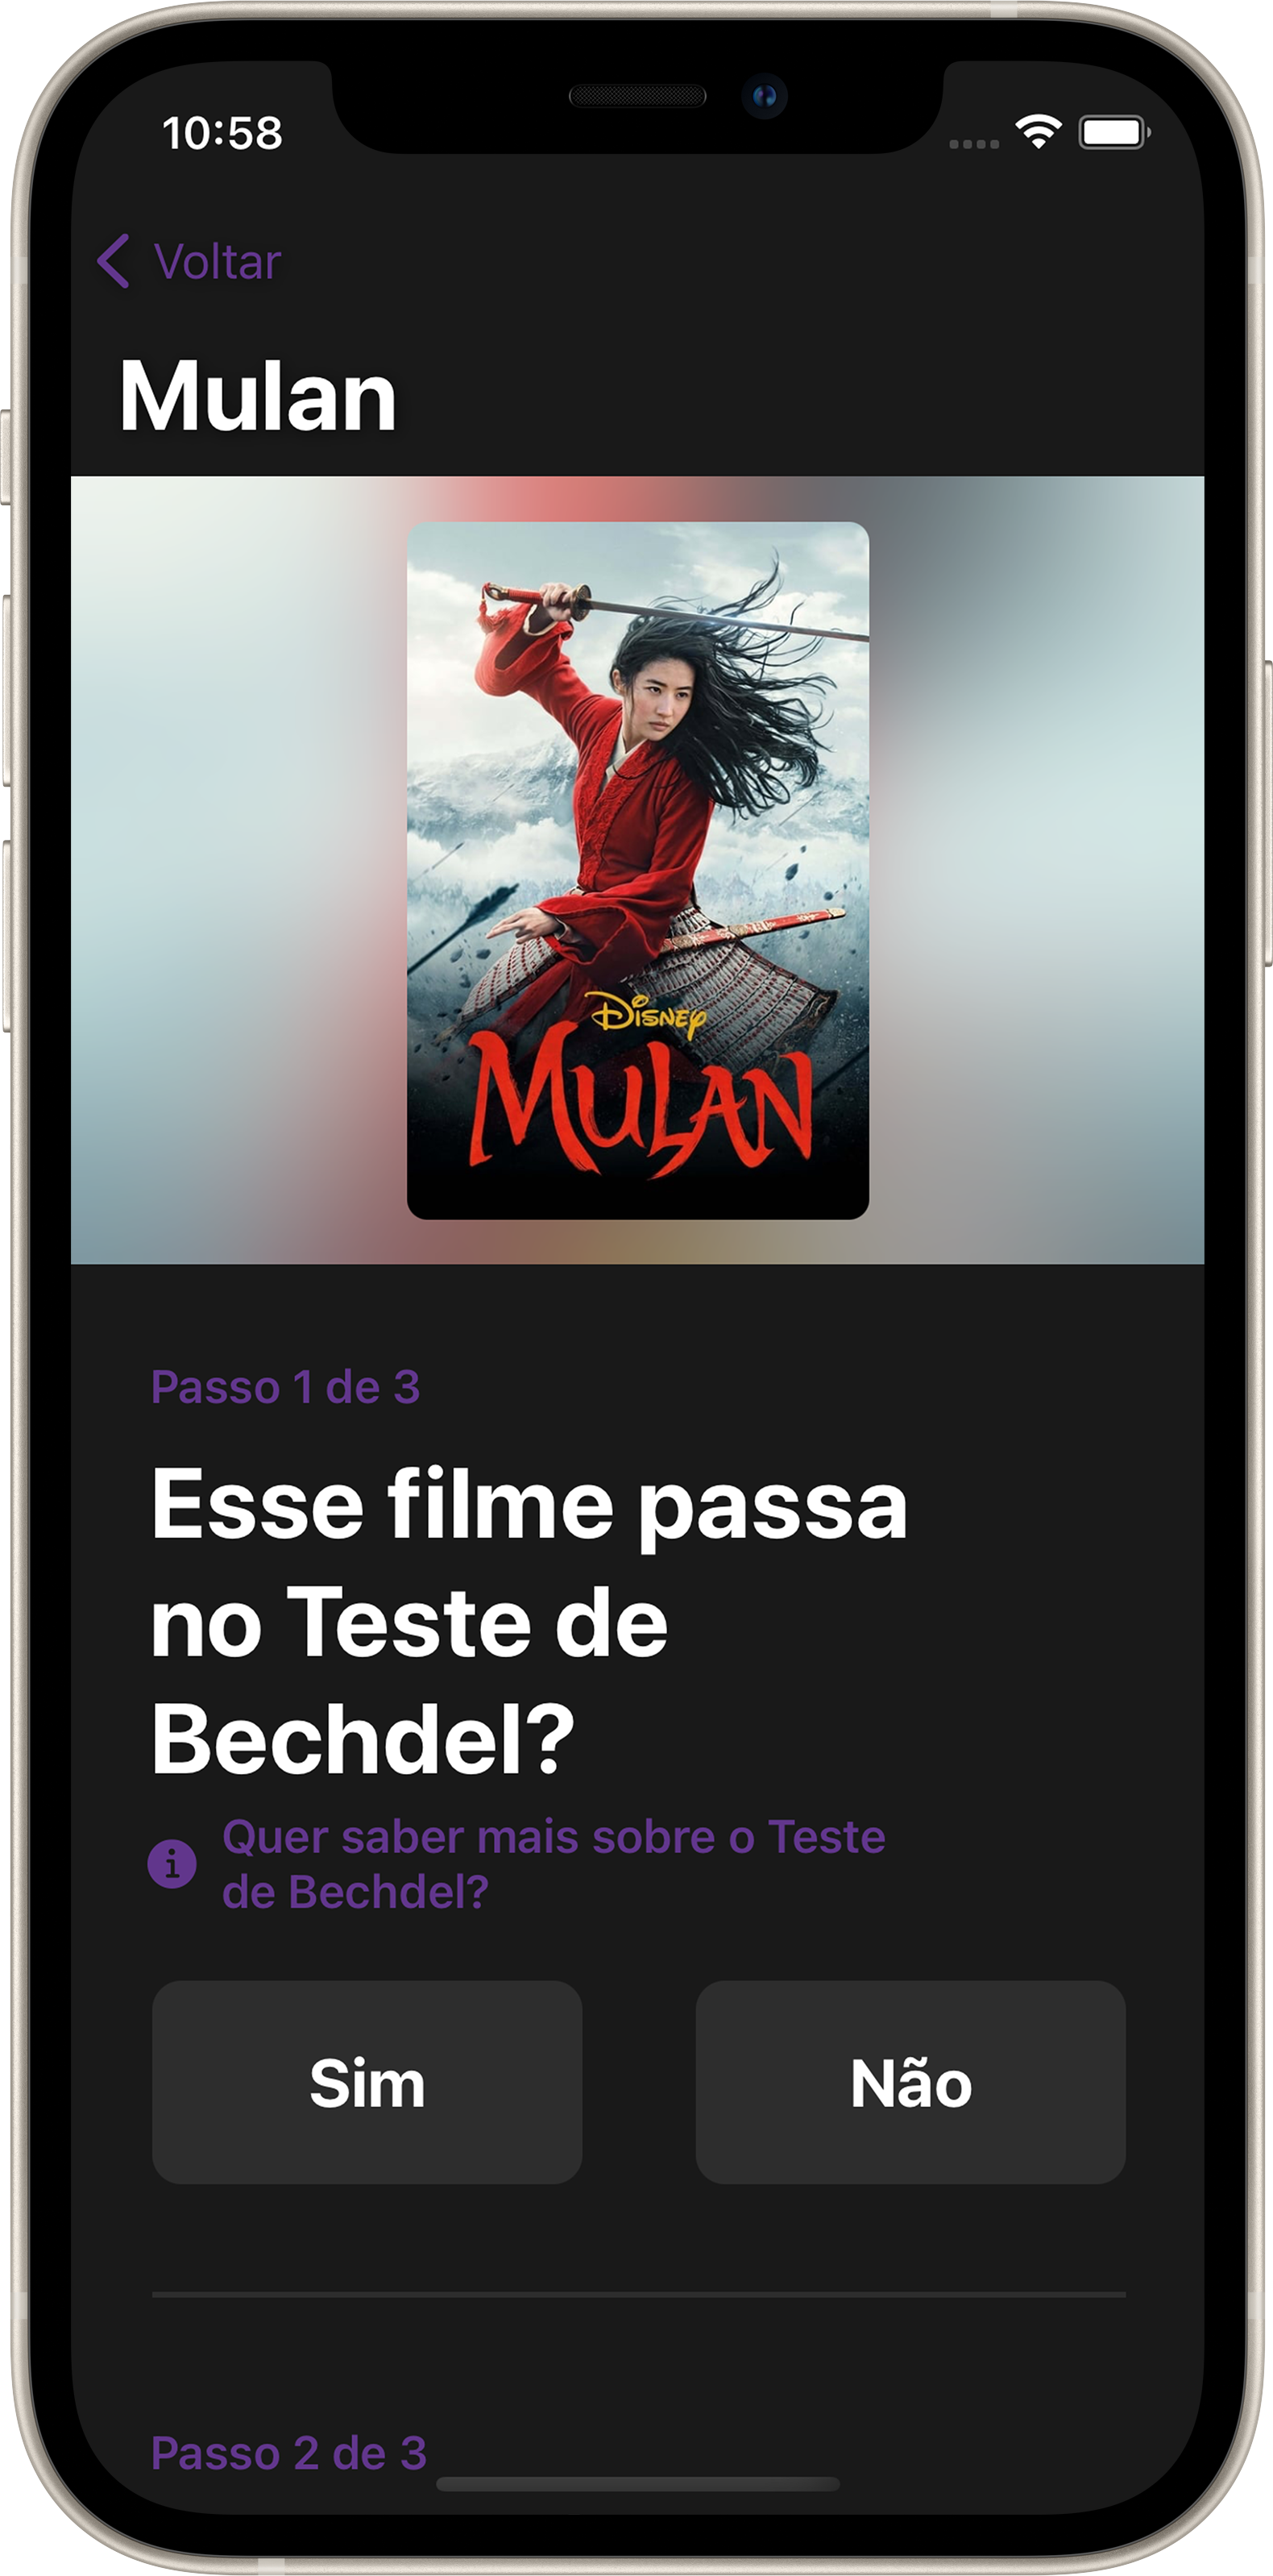 10:58
Voltar
Mulan
Disney
MULAN
Passo 1 de 3
Esse filme passa
no Teste de
Bechdel?
Quer saber mais sobre o Teste
de Bechdel?
Sim
Não
Passo 2 de 3